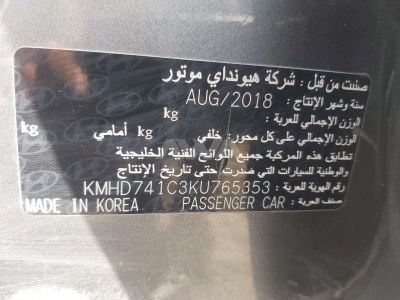 صنعت من قبل : شركة هيونداي موتور
سنة وشهر الإنتاج : AUG/2018
الوزن الإجمالي للعربة : kg
الوزن الإجمالي على كل محور: خلفي kg أمامي kg
تطابق هذه المركبة جميع اللوائح الفنية الخليجية
والوطنية للسيارات التي صدرت حتى تاريخ الإنتاج
رقم الهوية للعربة : KMHD741C3KU765353
صنف العربة : PASSENGER CAR MADE IN KOREA